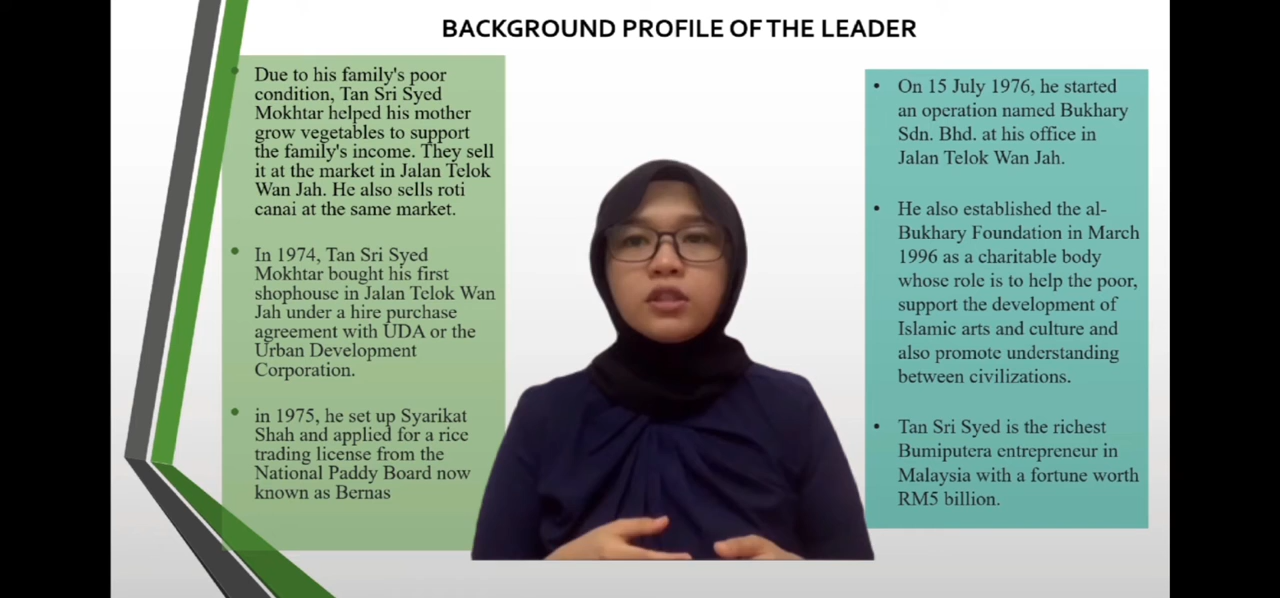 BACKGROUND PROFILE OF THE LEADER
Due to his family's poor
condition, Tan Sri Syed
Mokhtar helped his mother
grow vegetables to support
the family's income. They sell
it at the market in Jalan Telok
Wan Jah. He also sells roti
canai at the same market.
In 1974, Tan Sri Syed
Mokhtar bought his first
shophouse in Jalan Telok Wan
Jah under a hire purchase
agreement with UDA or the
Urban Development
Corporation.
in 1975, he set up Syarikat
Shah and applied for a rice
trading license from the
National Paddy Board now
known as Bernas
On 15 July 1976, he started
an operation named Bukhary
Sdn. Bhd. at his office in
Jalan Telok Wan Jah.
He also established the al-
Bukhary Foundation in March
1996 as a charitable body
whose role is to help the poor,
support the development of
Islamic arts and culture and
also promote understanding
between civilizations.
Tan Sri Syed is the richest
Bumiputera entrepreneur in
Malaysia with a fortune worth
RM5 billion.